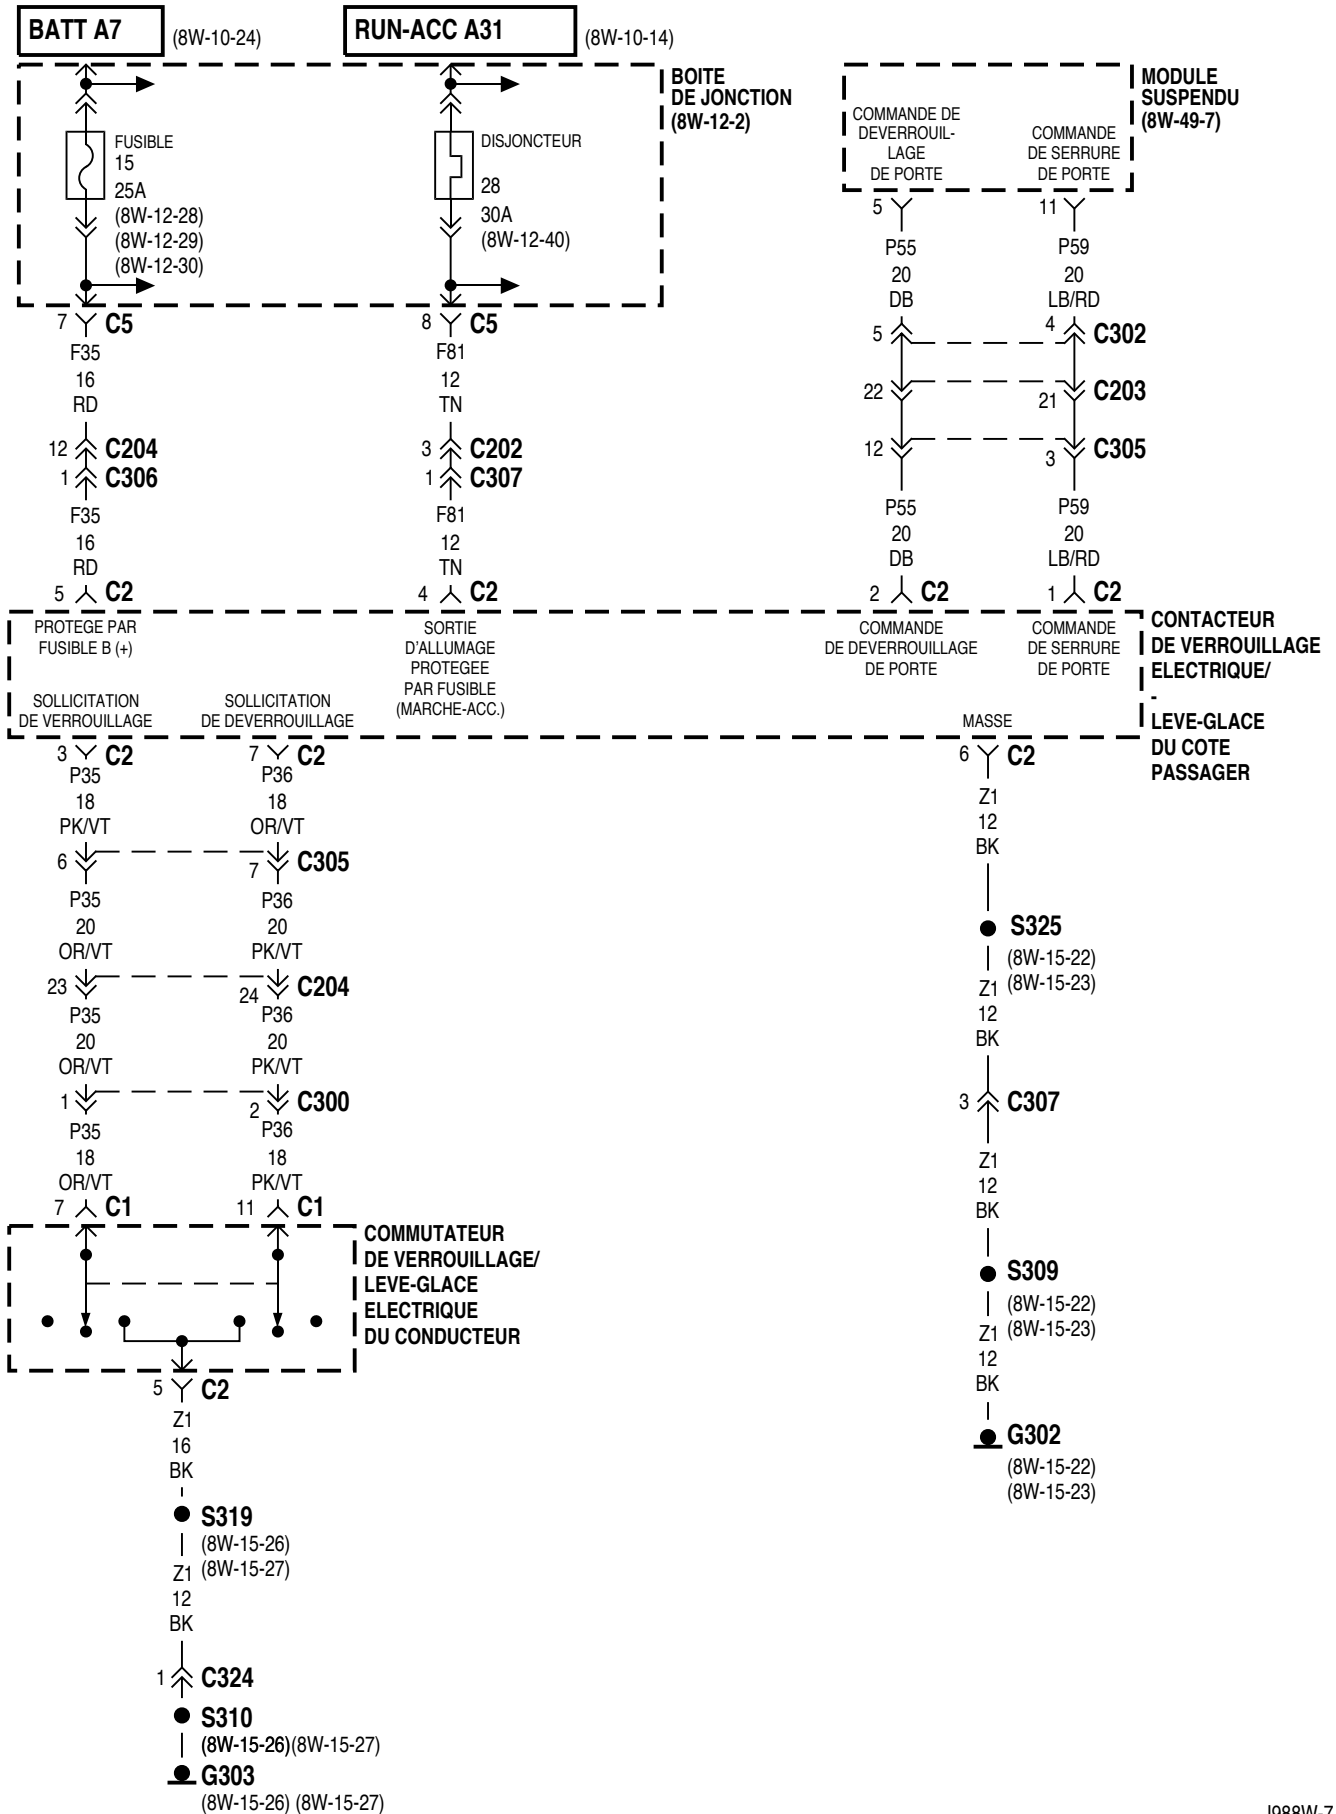 BATT A7
(8W-10-24)
RUN-ACC A31
(8W-10-14)
BOITE
DE JONCTION
(8W-12-2)
MODULE
SUSPENDU
(8W-49-7)
COMMANDE DE
DEVERROUIL-
LAGE
DE PORTE
COMMANDE
DE SERRURE
DE PORTE
FUSIBLE
15
25A
(8W-12-28)
(8W-12-29)
(8W-12-30)
DISJONCTEUR
28
30A
(8W-12-40)
5
11
P55
20
DB
P59
20
LB/RD
7 C5
8 C5
5
4 C302
F35
16
RD
F81
12
TN
22
21 C203
12 C204
1 C306
3 C202
1 C307
12
3 C305
F35
16
RD
F81
12
TN
P55
20
DB
P59
20
LB/RD
5 C2
4 C2
2 C2
1 C2
PROTEGE PAR
FUSIBLE B (+)
SORTIE
D'ALLUMAGE
PROTEGEE
PAR FUSIBLE
(MARCHE-ACC.)
COMMANDE
DE DEVERROUILLAGE
DE PORTE
COMMANDE
DE SERRURE
DE PORTE
CONTACTEUR
DE VERROUILLAGE
ELECTRIQUE/
-
LEVE-GLACE
DU COTE
PASSAGER
SOLLICITATION
DE VERROUILLAGE
SOLLICITATION
DE DEVERROUILLAGE
MASSE
3 C2
7 C2
6 C2
P35
18
PK/VT
P36
18
OR/VT
Z1
12
BK
6
7 C305
P35
20
OR/VT
P36
20
PK/VT
S325
(8W-15-22)
(8W-15-23)
23
24 C204
Z1
12
BK
P35
20
OR/VT
P36
20
PK/VT
1
2 C300
3 C307
P35
18
OR/VT
P36
18
PK/VT
Z1
12
BK
7 C1
11 C1
COMMUTATEUR
DE VERROUILLAGE/
LEVE-GLACE
ELECTRIQUE
DU CONDUCTEUR
S309
(8W-15-22)
(8W-15-23)
Z1
12
BK
5 C2
Z1
16
BK
G302
(8W-15-22)
(8W-15-23)
S319
(8W-15-26)
(8W-15-27)
Z1
12
BK
1 C324
S310
(8W-15-26)(8W-15-27)
G303
(8W-15-26) (8W-15-27)
J988W-7